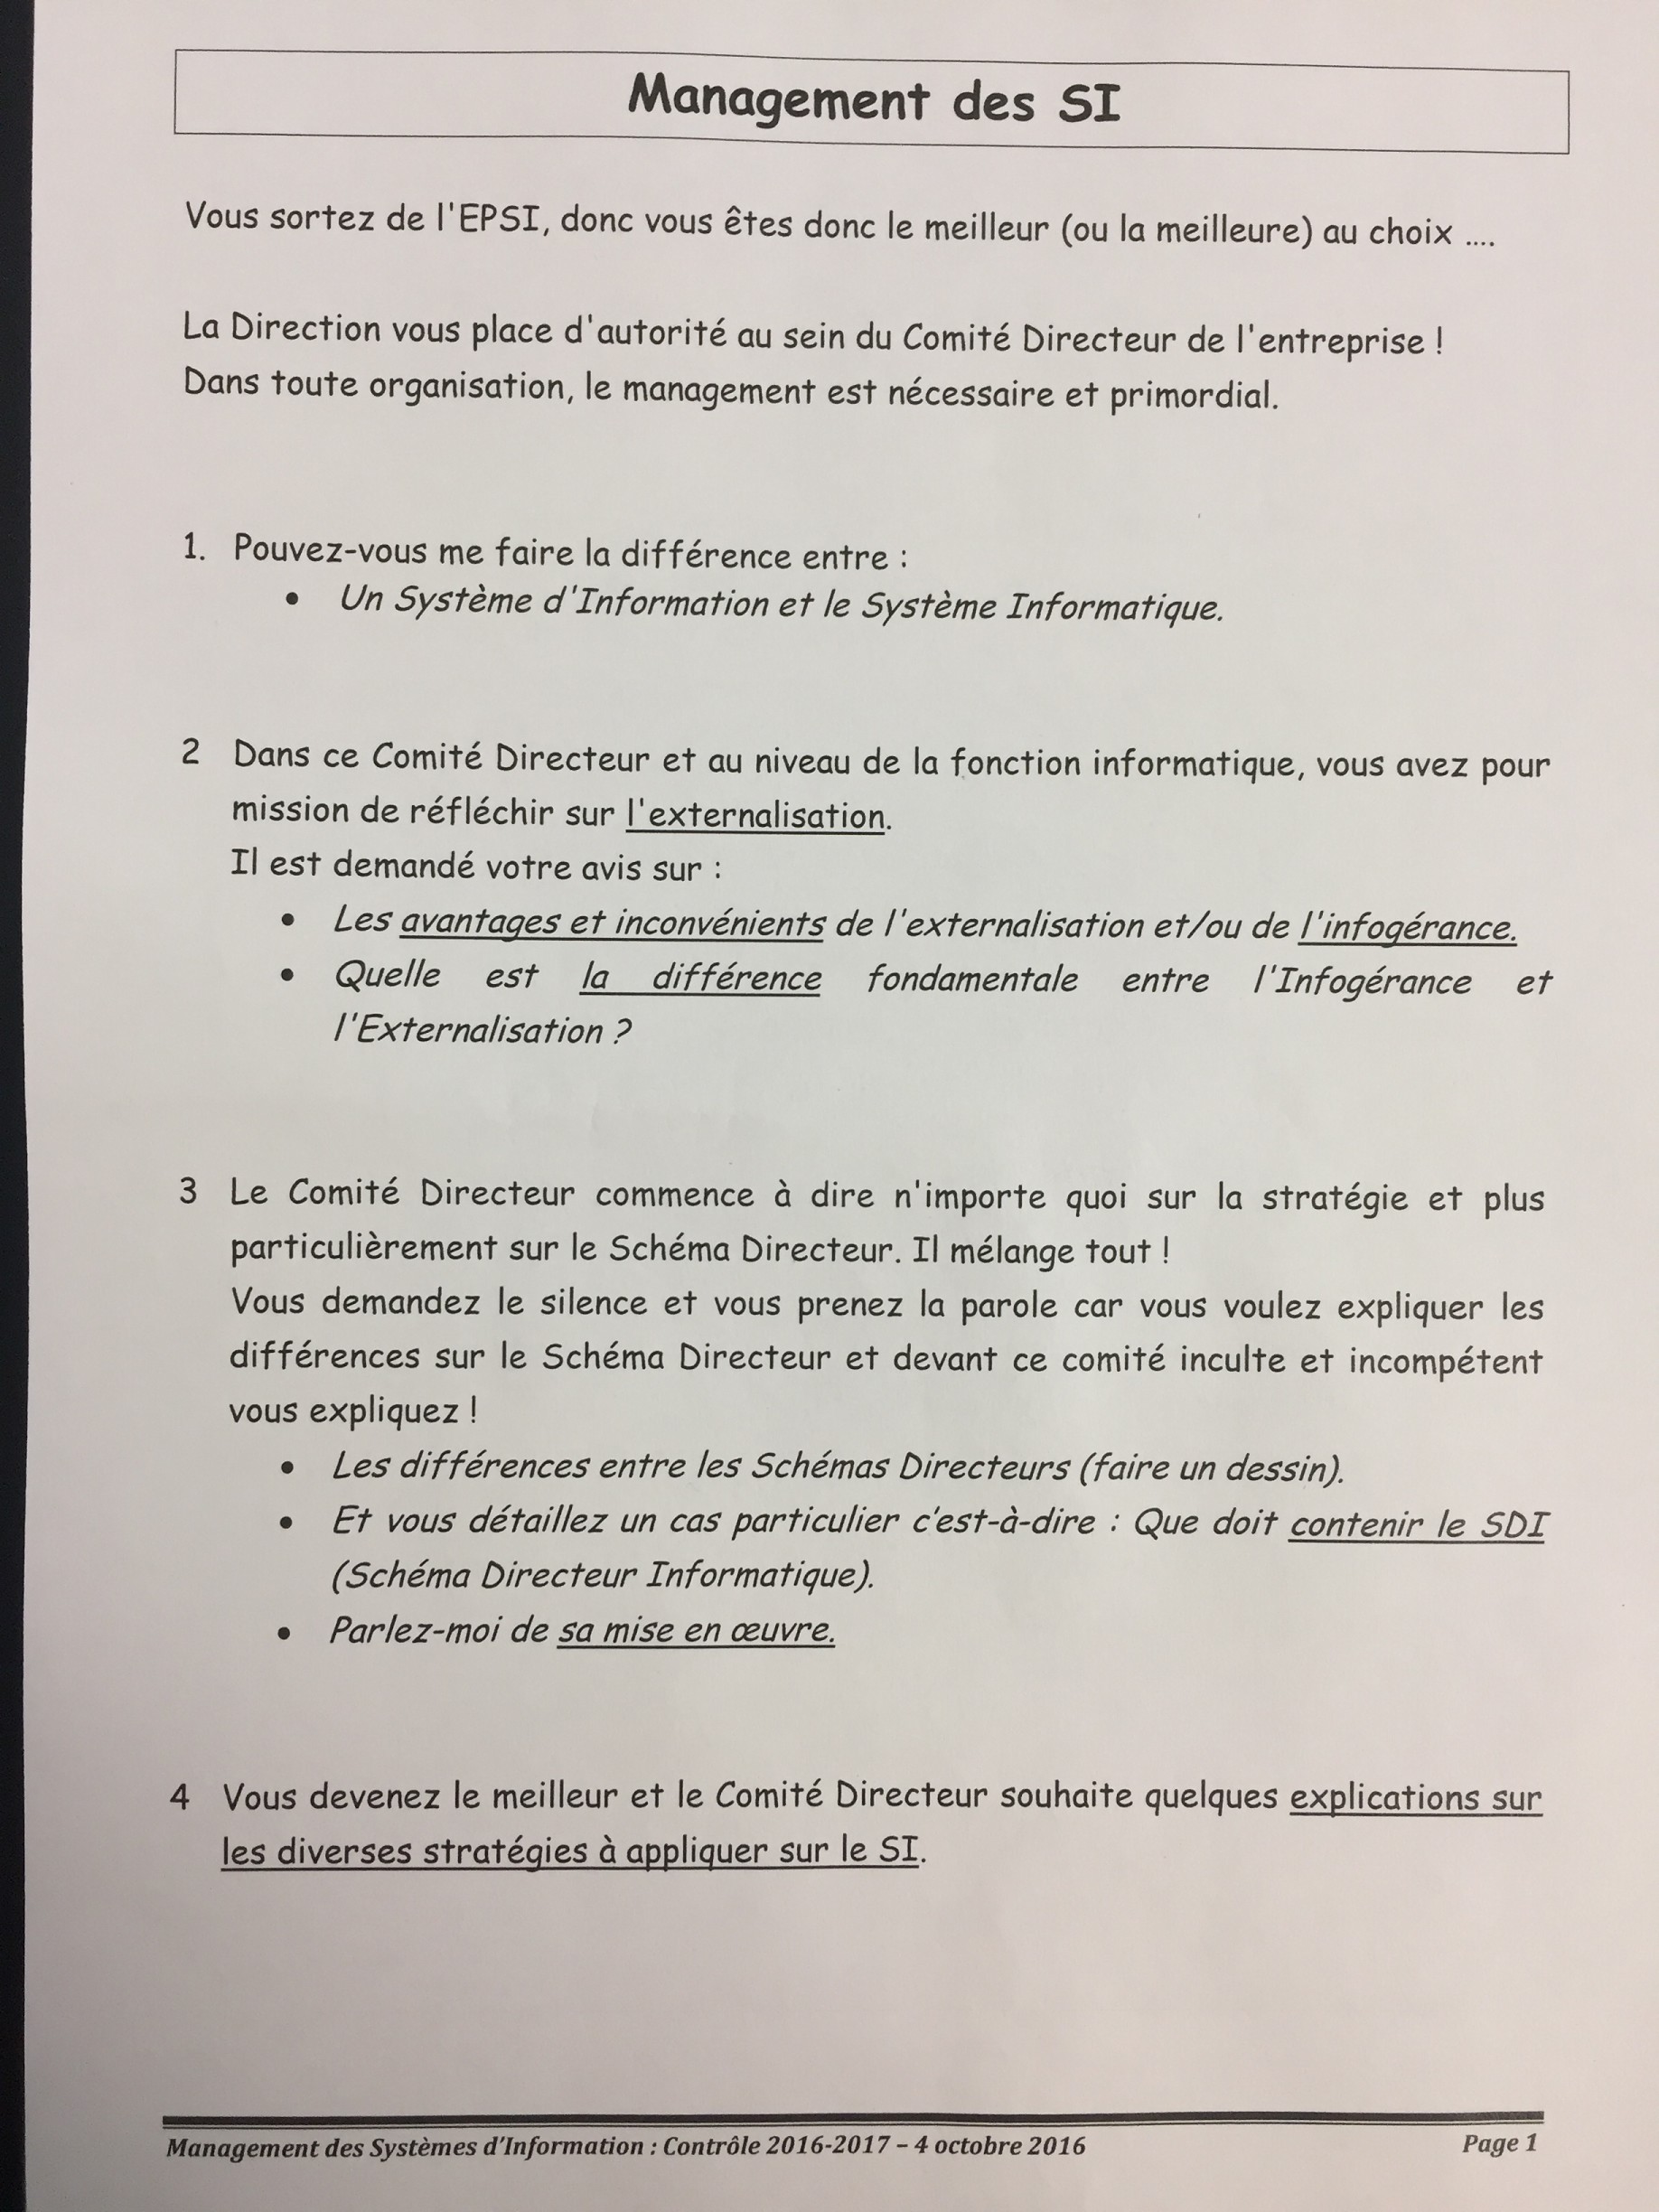 Management des SI
Vous sortez de l'EPSI, donc vous êtes donc le meilleur (ou la meilleure) au choix ....
La Direction vous place d'autorité au sein du Comité Directeur de l'entreprise !
Dans toute organisation, le management est nécessaire et primordial.
1. Pouvez-vous me faire la différence entre :
• Un Système d'Information et le Système Informatique.
2 Dans ce Comité Directeur et au niveau de la fonction informatique, vous avez pour
mission de réfléchir sur l'externalisation.
Il est demandé votre avis sur :
• Les avantages et inconvénients de l'externalisation et/ou de l'infogérance.
• Quelle est la différence fondamentale entre l'Infogérance et
l'Externalisation ?
3 Le Comité Directeur commence à dire n'importe quoi sur la stratégie et plus
particulièrement sur le Schéma Directeur. Il mélange tout !
Vous demandez le silence et vous prenez la parole car vous voulez expliquer les
différences sur le Schéma Directeur et devant ce comité inculte et incompétent
vous expliquez !
• Les différences entre les Schémas Directeurs (faire un dessin).
• Et vous détaillez un cas particulier c'est-à-dire : Que doit contenir le SDI
(Schéma Directeur Informatique).
• Parlez-moi de sa mise en œuvre.
4 Vous devenez le meilleur et le Comité Directeur souhaite quelques explications sur
les diverses stratégies à appliquer sur le SI.
Management des Systèmes d'Information : Contrôle 2016-2017 – 4 octobre 2016 Page 1